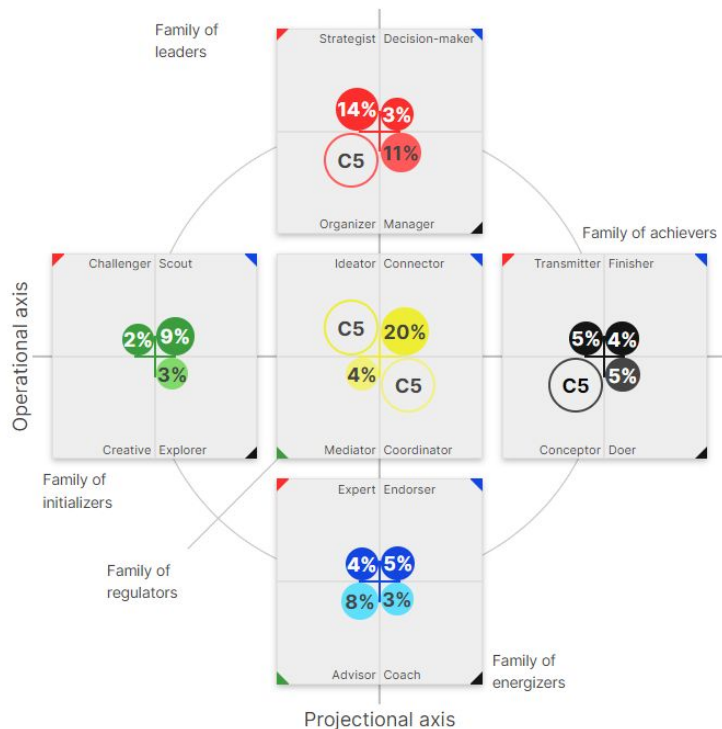 Family of
leaders
Strategist Decision-maker
14% 3%
C5 11%
Organizer Manager
Family of achievers
Challenger Scout
2% 9%
3%
Creative Explorer
Ideator Connector
C5 20%
4% C5
Mediator Coordinator
Transmitter Finisher
5% 4%
C5 5%
Conceptor Doer
Operational axis
Family of
initializers
Family of
regulators
Expert Endorser
4% 5%
8% 3%
Advisor Coach
Family of
energizers
Projectional axis